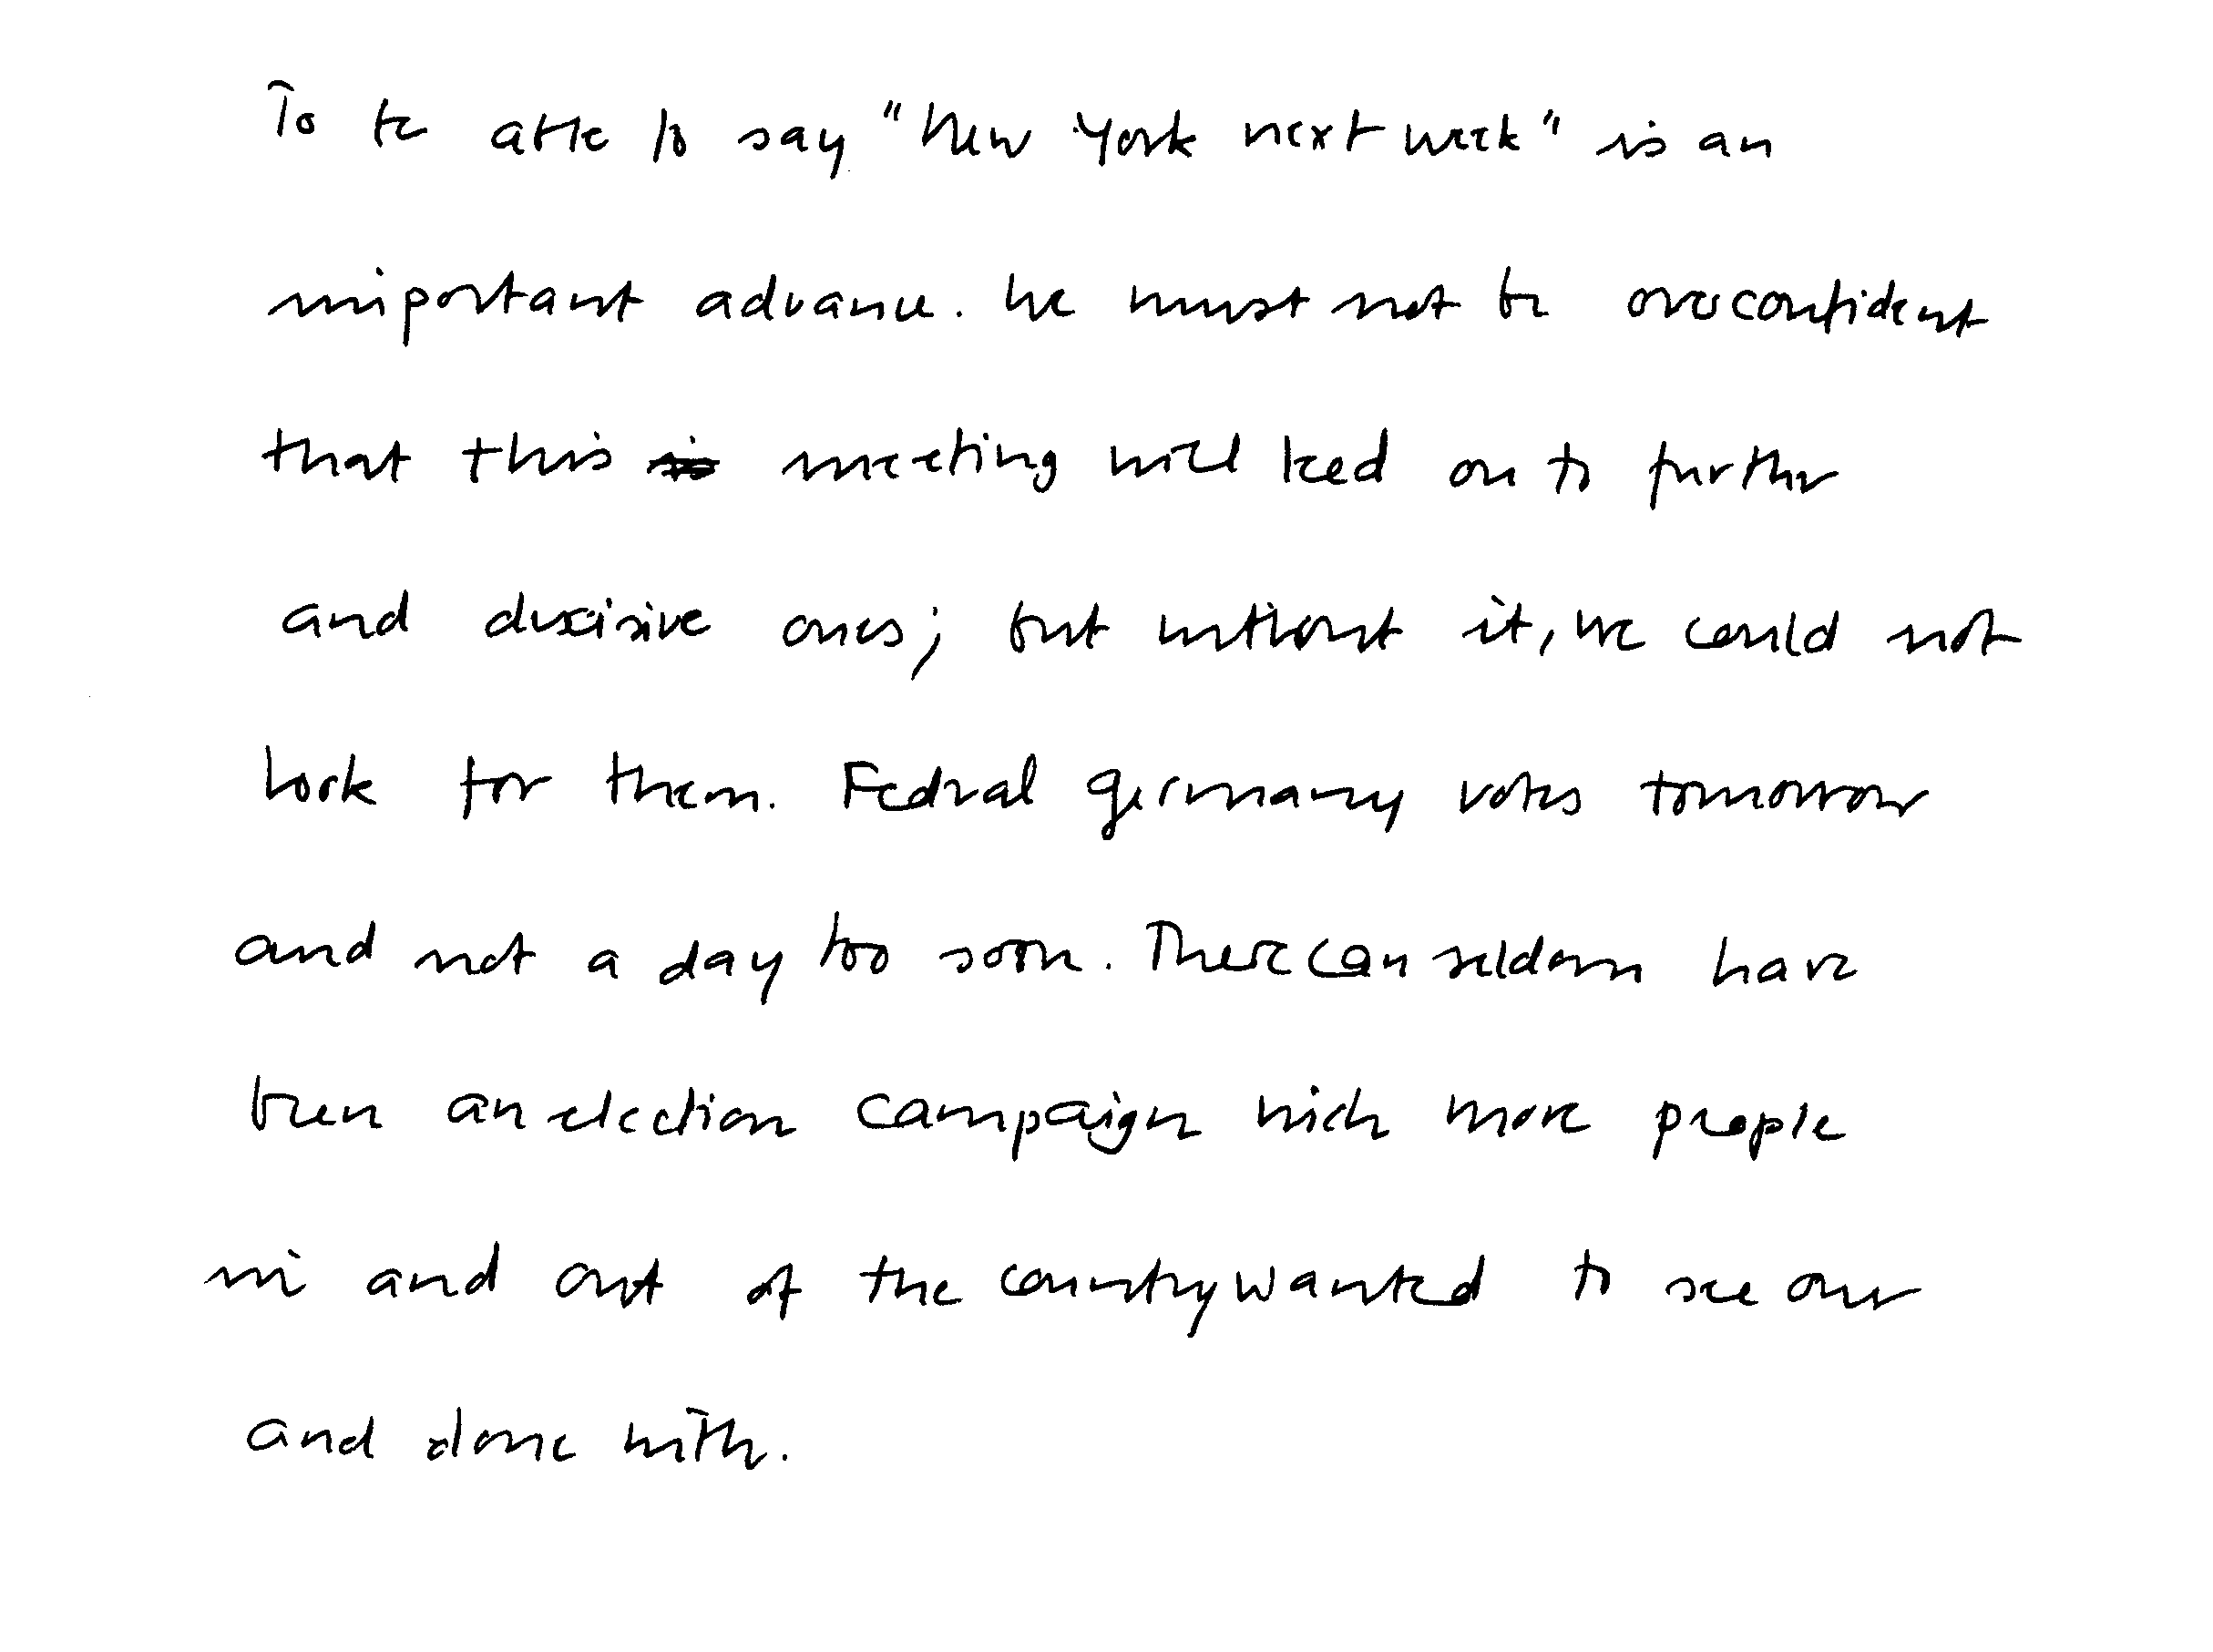 To be able to say "New York next week" is an
important advance. We must not be overconfident
that this meeting will lead on to further
and decisive ones; but without it, we could not
look for them. Federal Germany votes tomorrow
and not a day too soon. There can seldom have
been an election campaign which more people
in and out of the country wanted to see over
and done with.